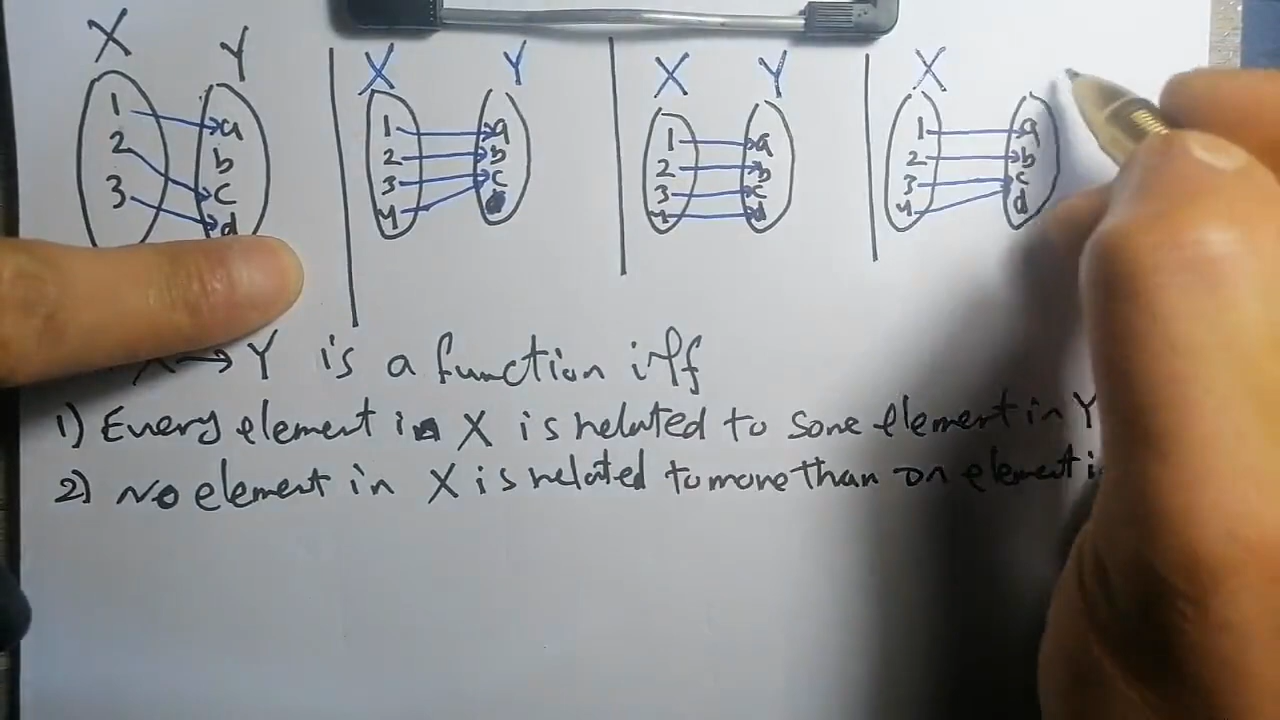 X Y
1 a
2 b
3 c
d
X Y
1 a
2 b
3 c
4
X Y
1 a
2 b
3 c
4 d
X
1 a
2 b
3 c
4 d
X → Y is a function iff
1) Every element in X is related to some element in Y
2) No element in X is related to more than on element i